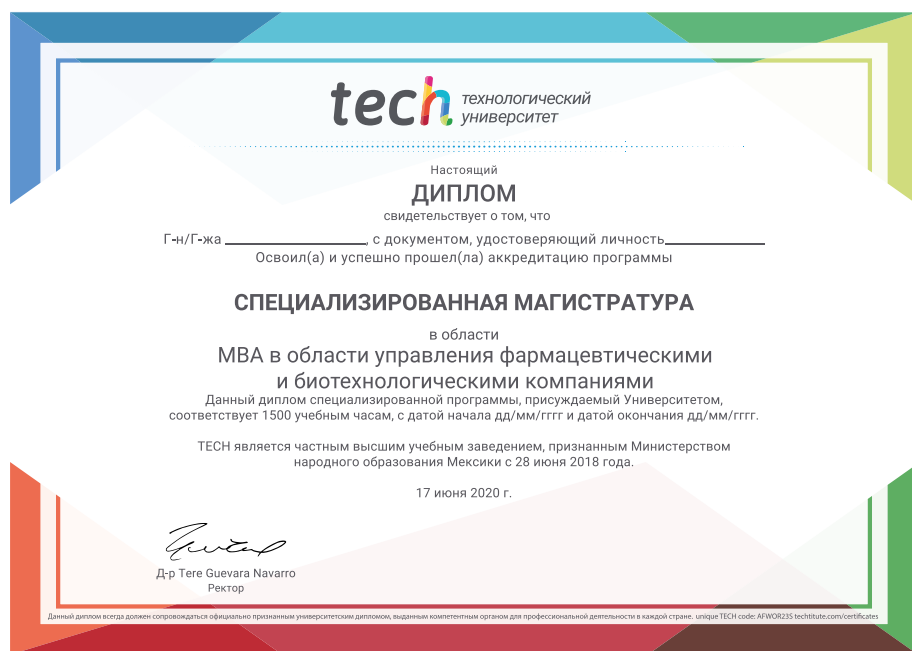 tech технологический
университет
Настоящий
ДИПЛОМ
свидетельствует о том, что
Г-н/Г-жа ____________________, с документом, удостоверяющий личность______________
Освоил(а) и успешно прошел(ла) аккредитацию программы
СПЕЦИАЛИЗИРОВАННАЯ МАГИСТРАТУРА
в области
MBA в области управления фармацевтическими
и биотехнологическими компаниями
Данный диплом специализированной программы, присуждаемый Университетом,
соответствует 1500 учебным часам, с датой начала дд/мм/гггг и датой окончания дд/мм/гггг.
TECH является частным высшим учебным заведением, признанным Министерством
народного образования Мексики с 28 июня 2018 года.
17 июня 2020 г.
Д-р Tere Guevara Navarro
Ректор
Данный диплом всегда должен сопровождаться официально признанным университетским дипломом, выданным компетентным органом для профессиональной деятельности в каждой стране. unique TECH code: AFWOR23S techtitute.com/certificates